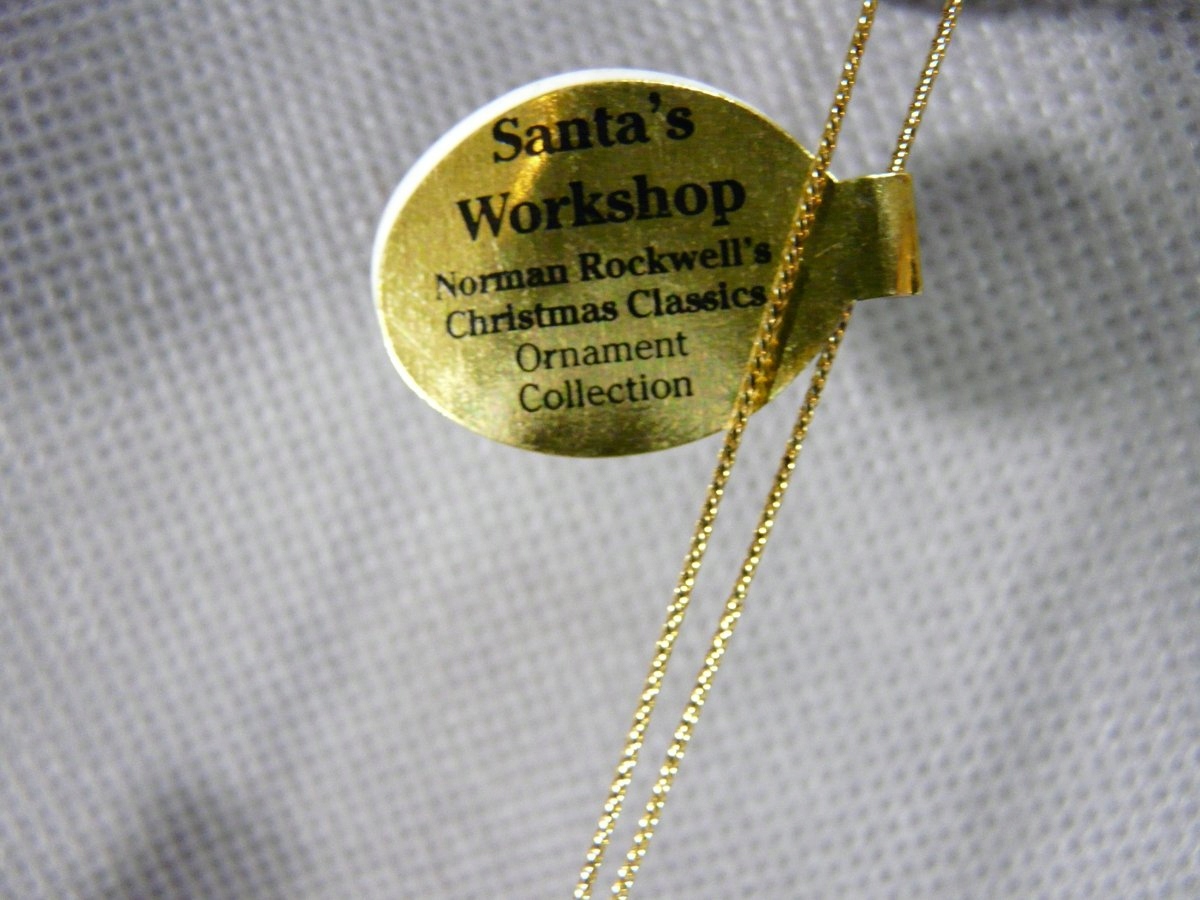 Santa's
Workshop
Norman Rockwell's
Christmas Classics
Ornament
Collection